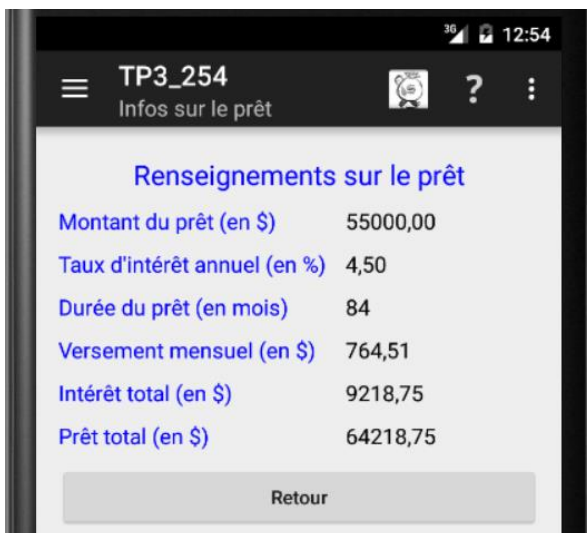 3G 12:54
TP3_254
?
Infos sur le prêt
Renseignements sur le prêt
Montant du prêt (en $) 55000,00
Taux d'intérêt annuel (en %) 4,50
Durée du prêt (en mois) 84
Versement mensuel (en $) 764,51
Intérêt total (en $) 9218,75
Prêt total (en $) 64218,75
Retour